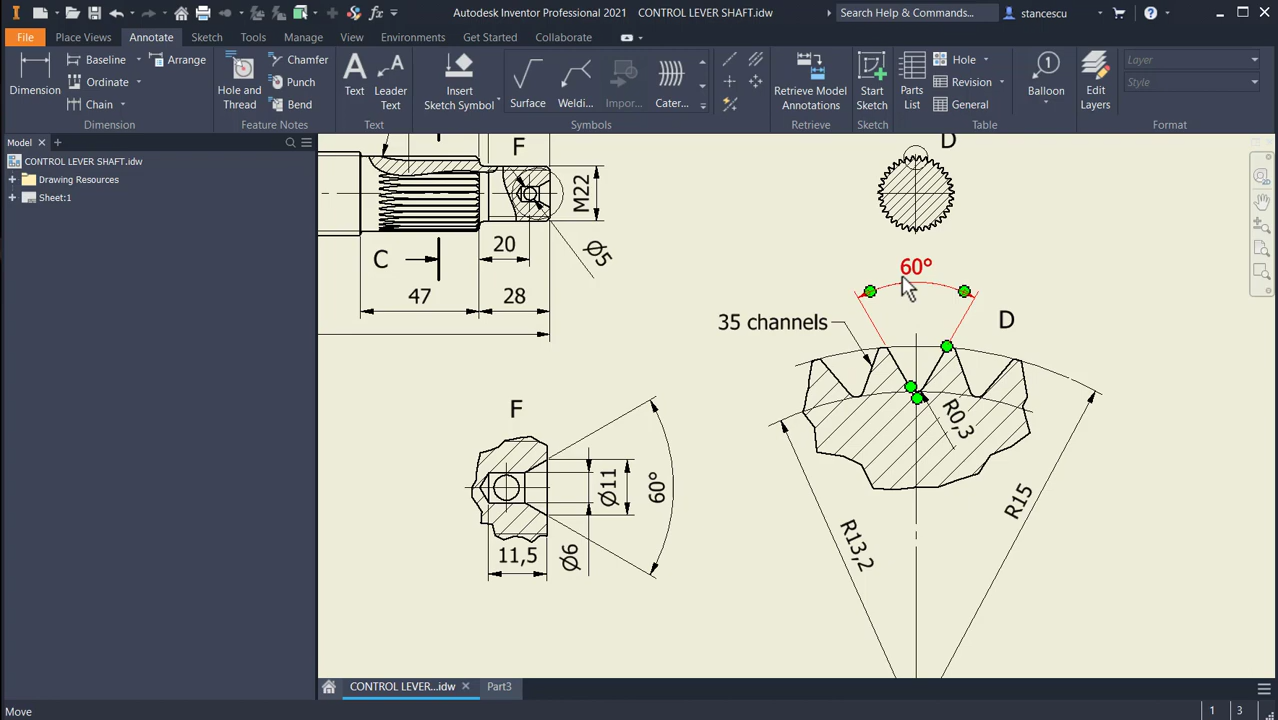 Autodesk Inventor Professional 2021 CONTROL LEVER SHAFT.idw
Search Help & Commands...
stancescu
File
Place Views
Annotate
Sketch
Tools
Manage
View
Environments
Get Started
Collaborate
Dimension
Baseline
Ordinate
Chain
Arrange
Dimension
Hole and
Thread
Chamfer
Punch
Bend
Feature Notes
Text
Leader
Text
Text
Insert
Sketch Symbol
Surface
Weldi...
Impor...
Cater...
Symbols
Retrieve Model
Annotations
Retrieve
Start
Sketch
Sketch
Parts
List
Hole
Revision
General
Table
Balloon
Edit
Layers
Layer
Style
Format
Model
CONTROL LEVER SHAFT.idw
Drawing Resources
Sheet:1
F
D
M22
20
Ø5
C
47
28
60°
35 channels
D
R0,3
R15
R13,2
F
Ø11
60°
11,5
Ø6
CONTROL LEVER...idw
Part3
Move
1
3